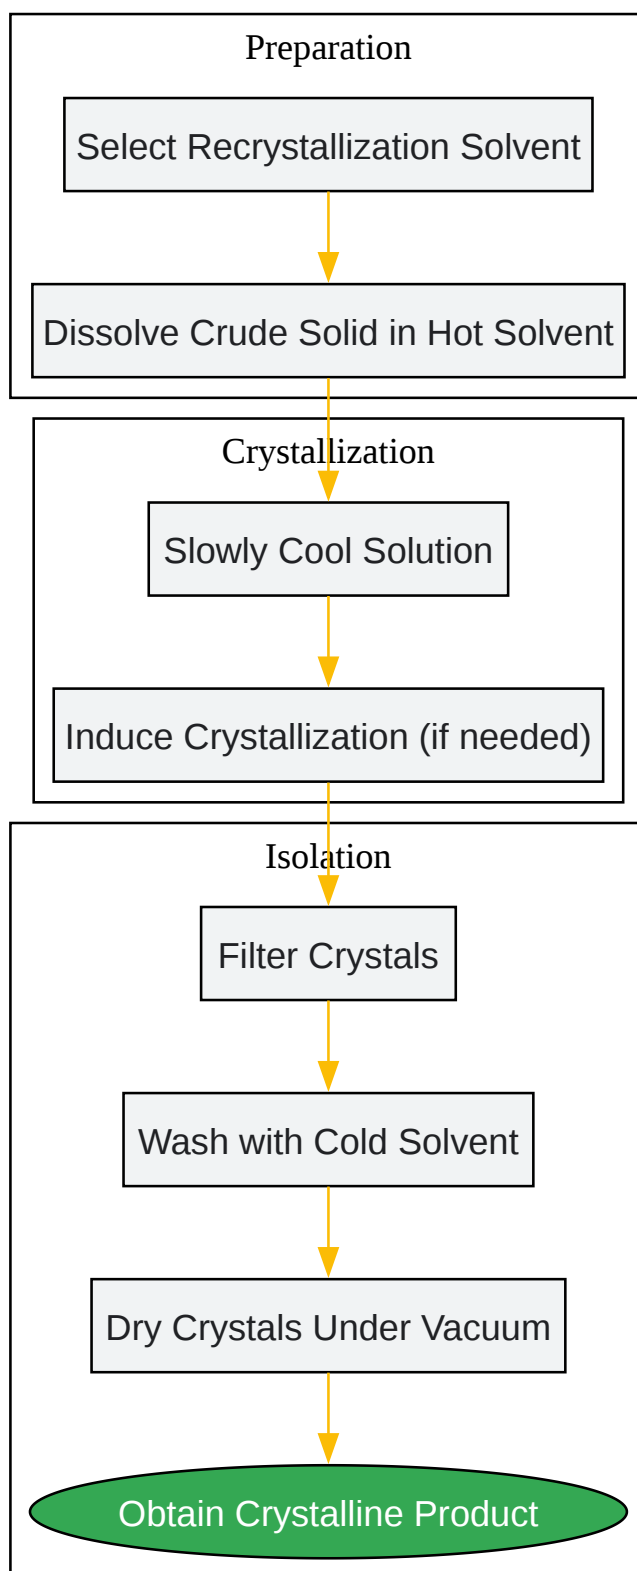 Preparation
Select Recrystallization Solvent
Dissolve Crude Solid in Hot Solvent
Crystallization
Slowly Cool Solution
Induce Crystallization (if needed)
Isolation
Filter Crystals
Wash with Cold Solvent
Dry Crystals Under Vacuum
Obtain Crystalline Product